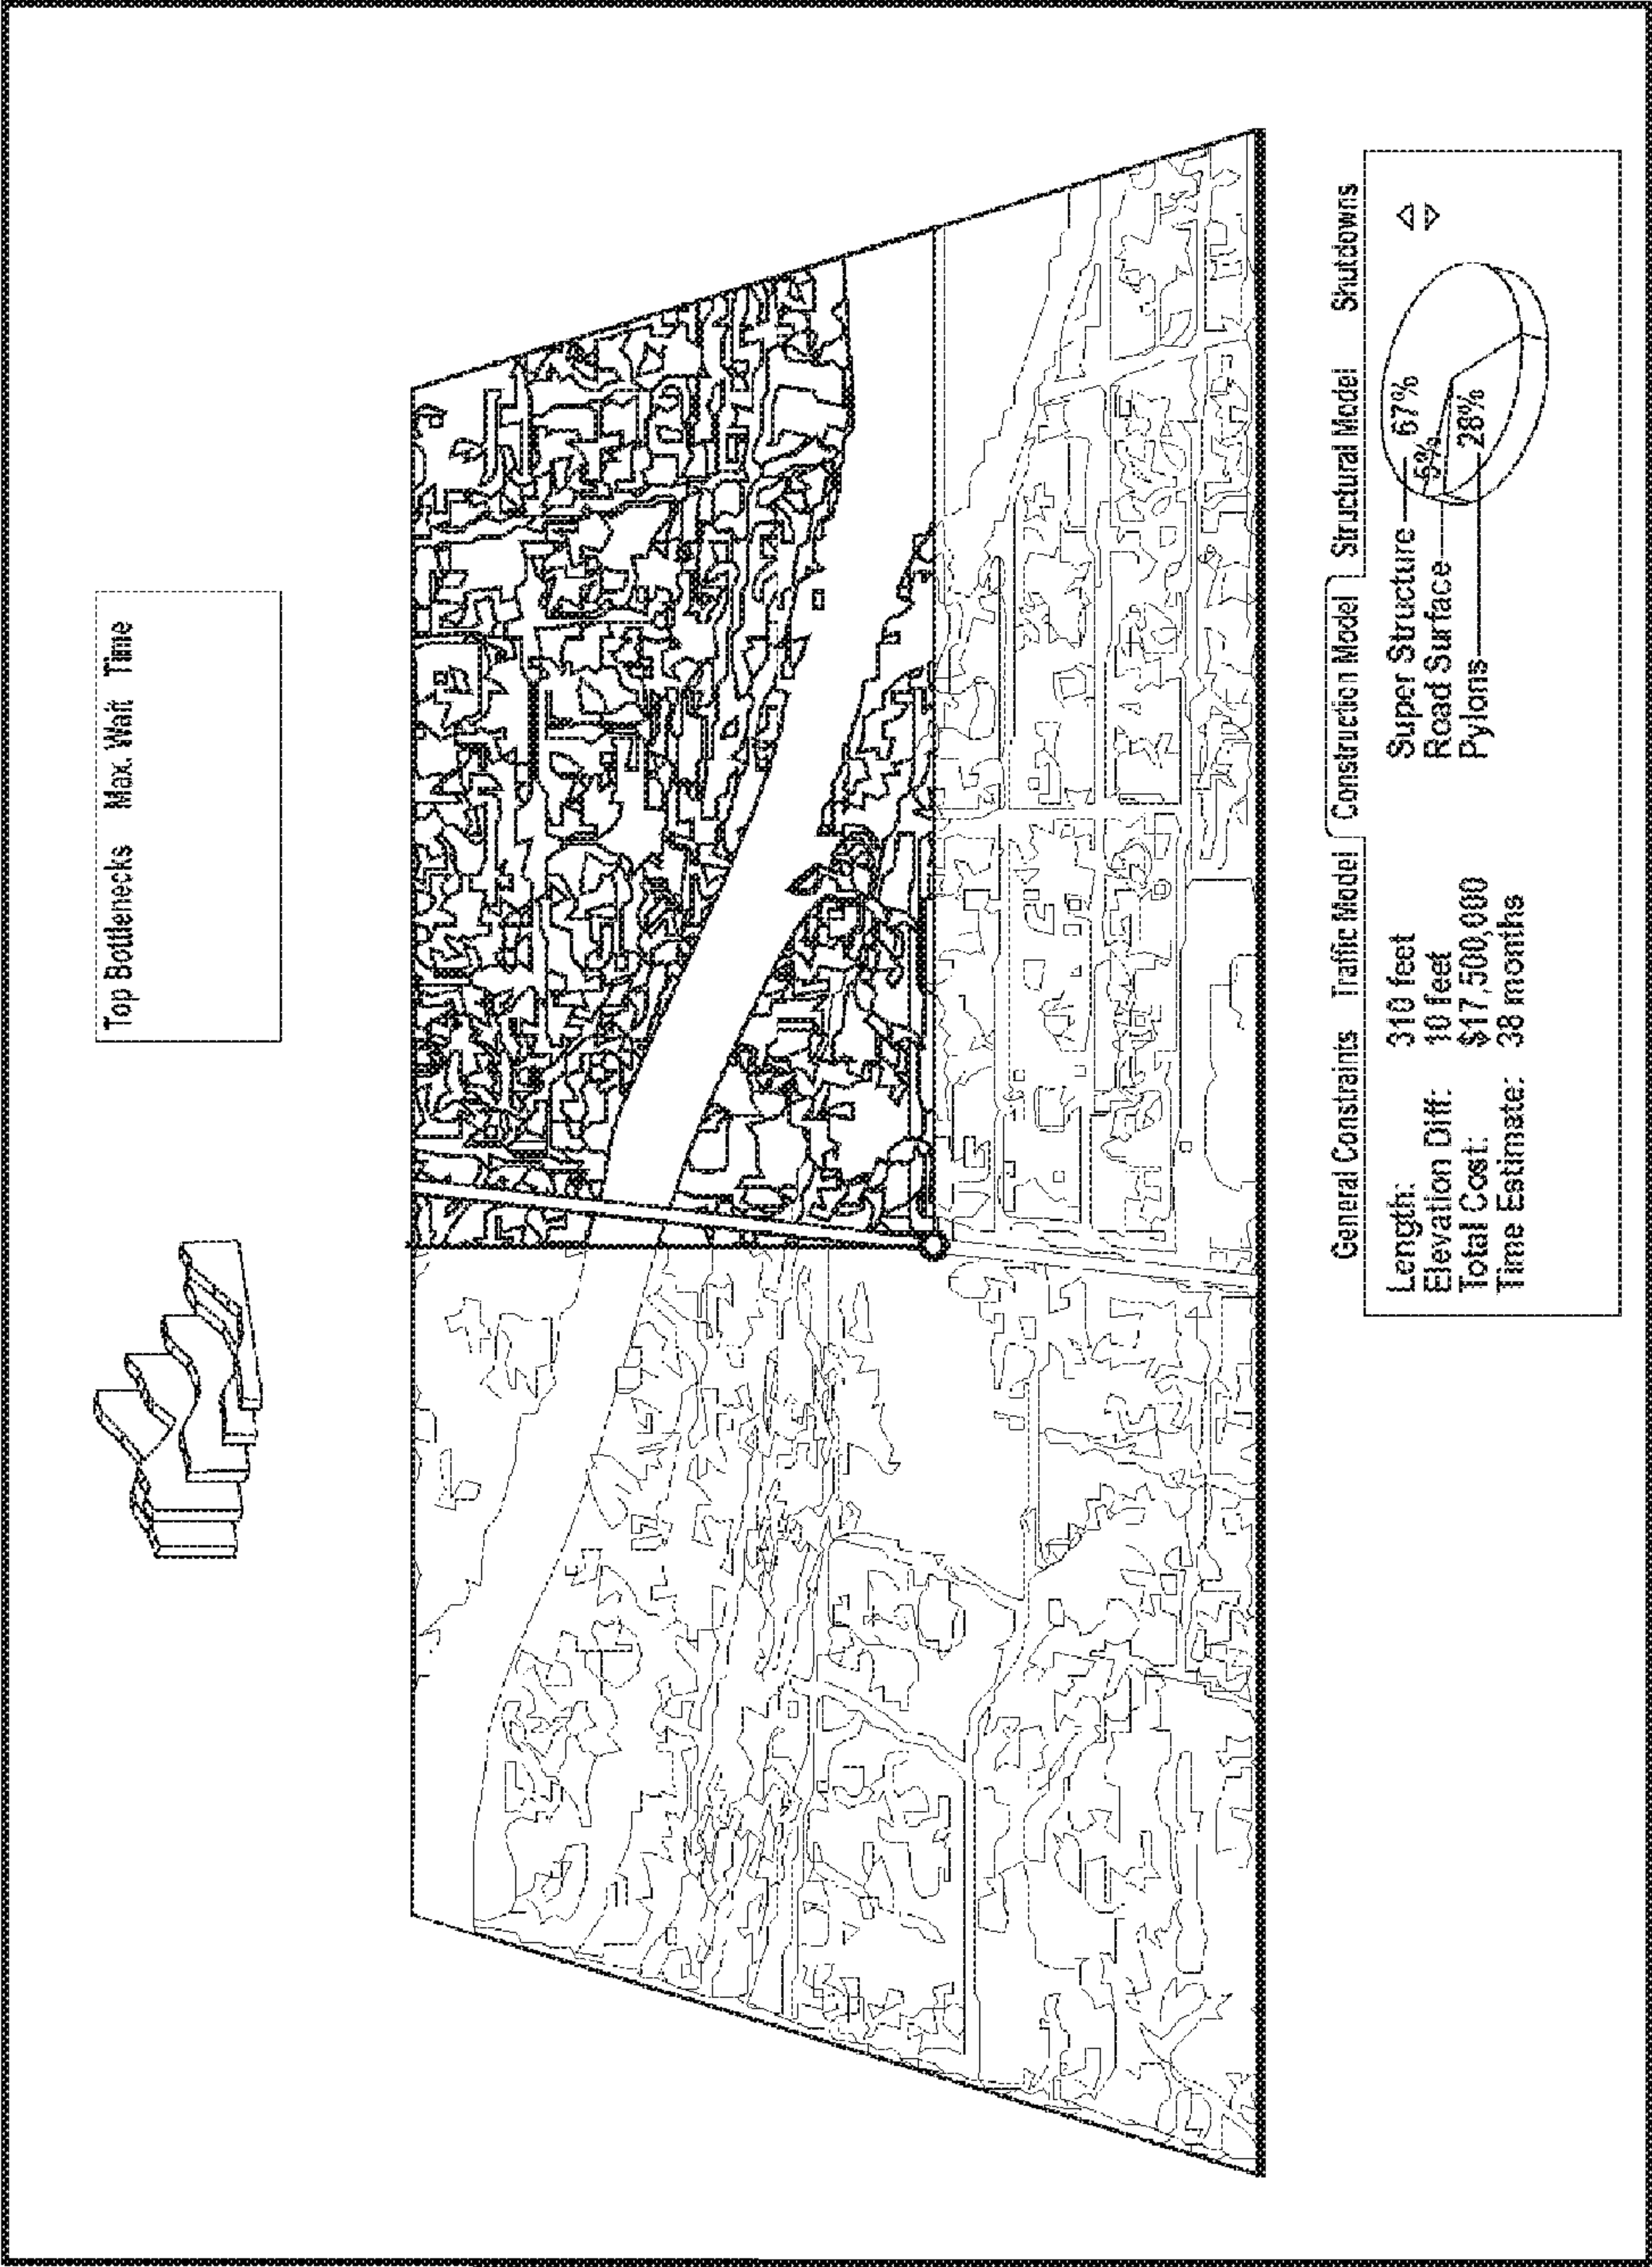 Top Bottlenecks Max. Wait Time
General Constraints Traffic Model Construction Model Structural Model Shutdowns
Length: 310 feet
Elevation Diff: 10 feet
Total Cost: $17,500,000
Time Estimate: 38 months
Super Structure 67%
Road Surface 5%
Pylons 28%